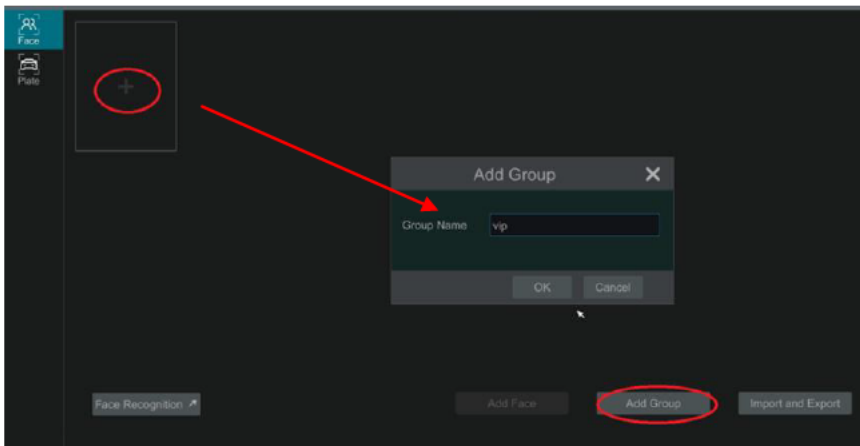 Face
Plate
Add Group
Group Name vip
OK Cancel
Face Recognition Add Face Add Group Import and Export